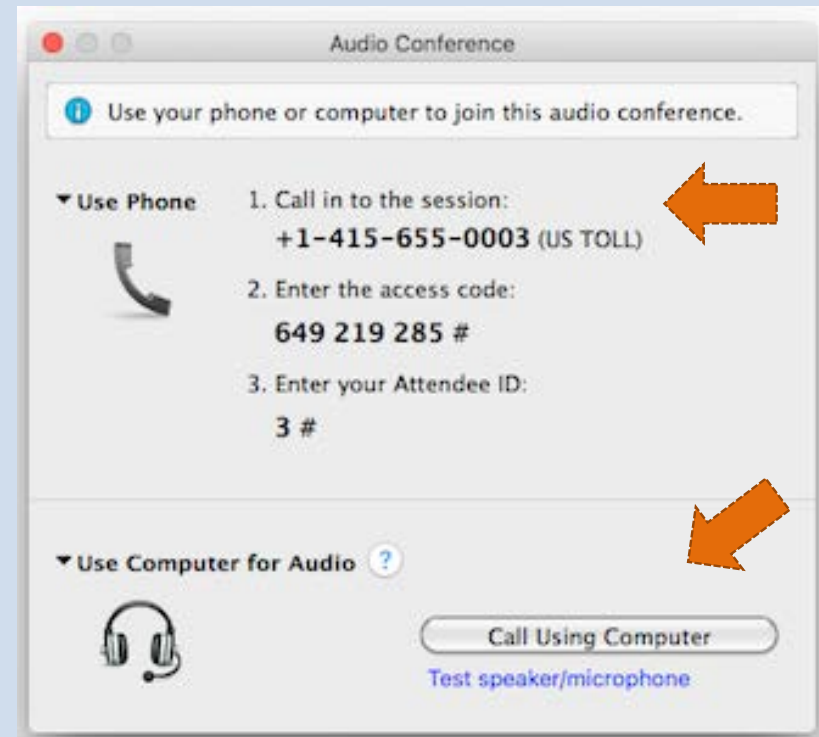 Audio Conference
Use your phone or computer to join this audio conference.
Use Phone
1. Call in to the session:
+1-415-655-0003 (US TOLL)
2. Enter the access code:
649 219 285 #
3. Enter your Attendee ID:
3 #
Use Computer for Audio ?
Call Using Computer
Test speaker/microphone